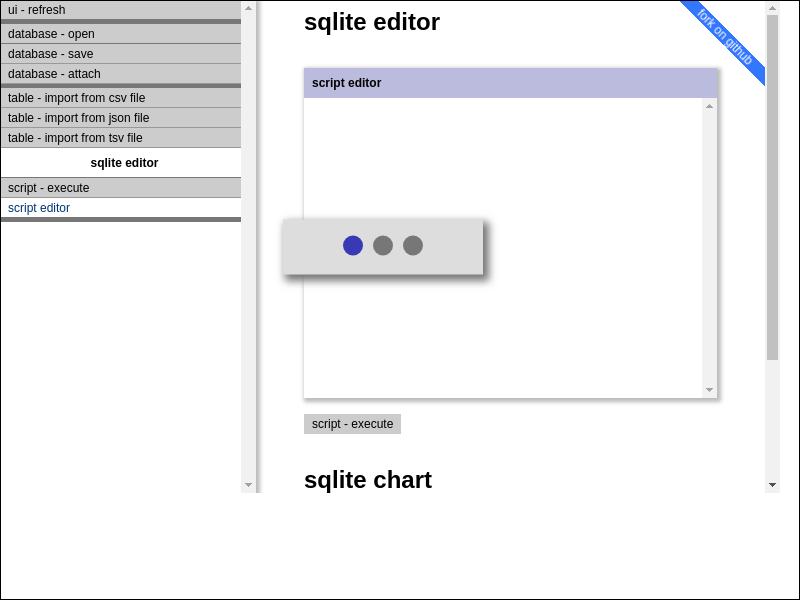 ui - refresh
database - open
database - save
database - attach
table - import from csv file
table - import from json file
table - import from tsv file
sqlite editor
script - execute
script editor
sqlite editor
fork on github
script editor
script - execute
sqlite chart